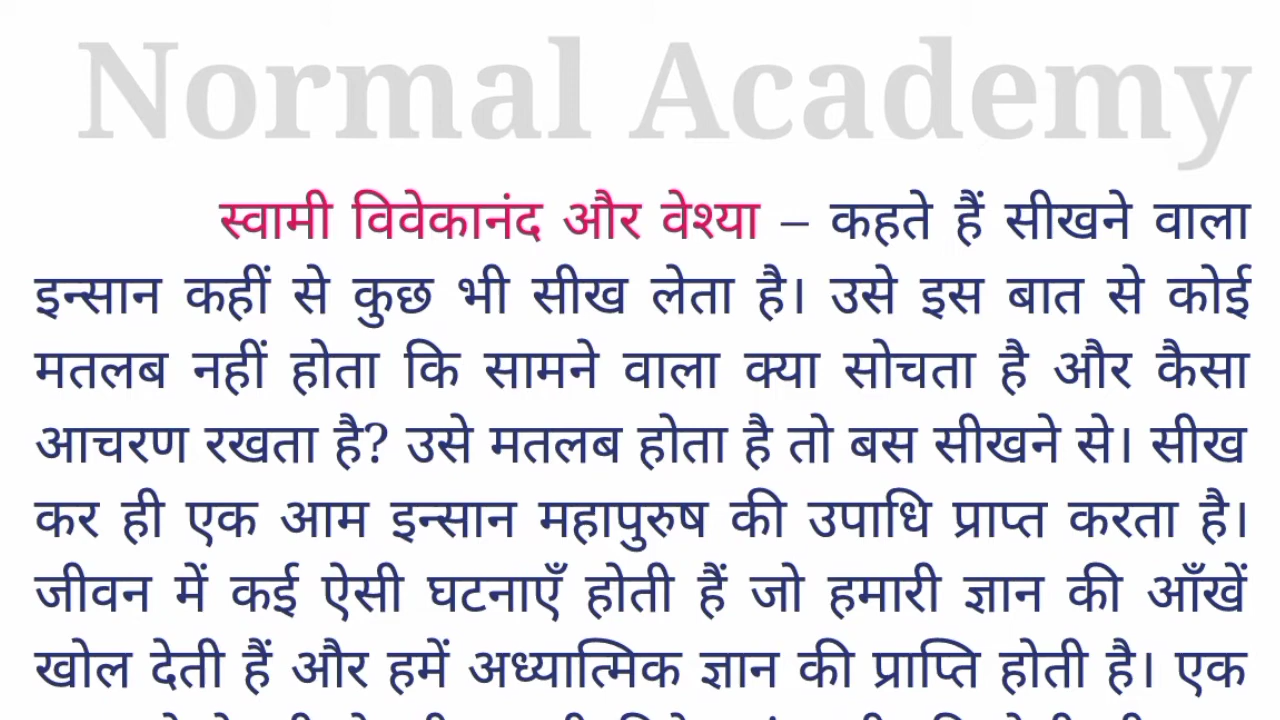 Normal Academy
स्वामी विवेकानंद और वेश्या – कहते हैं सीखने वाला
इन्सान कहीं से कुछ भी सीख लेता है। उसे इस बात से कोई
मतलब नहीं होता कि सामने वाला क्या सोचता है और कैसा
आचरण रखता है? उसे मतलब होता है तो बस सीखने से। सीख
कर ही एक आम इन्सान महापुरुष की उपाधि प्राप्त करता है।
जीवन में कई ऐसी घटनाएँ होती हैं जो हमारी ज्ञान की आँखें
खोल देती हैं और हमें अध्यात्मिक ज्ञान की प्राप्ति होती है। एक